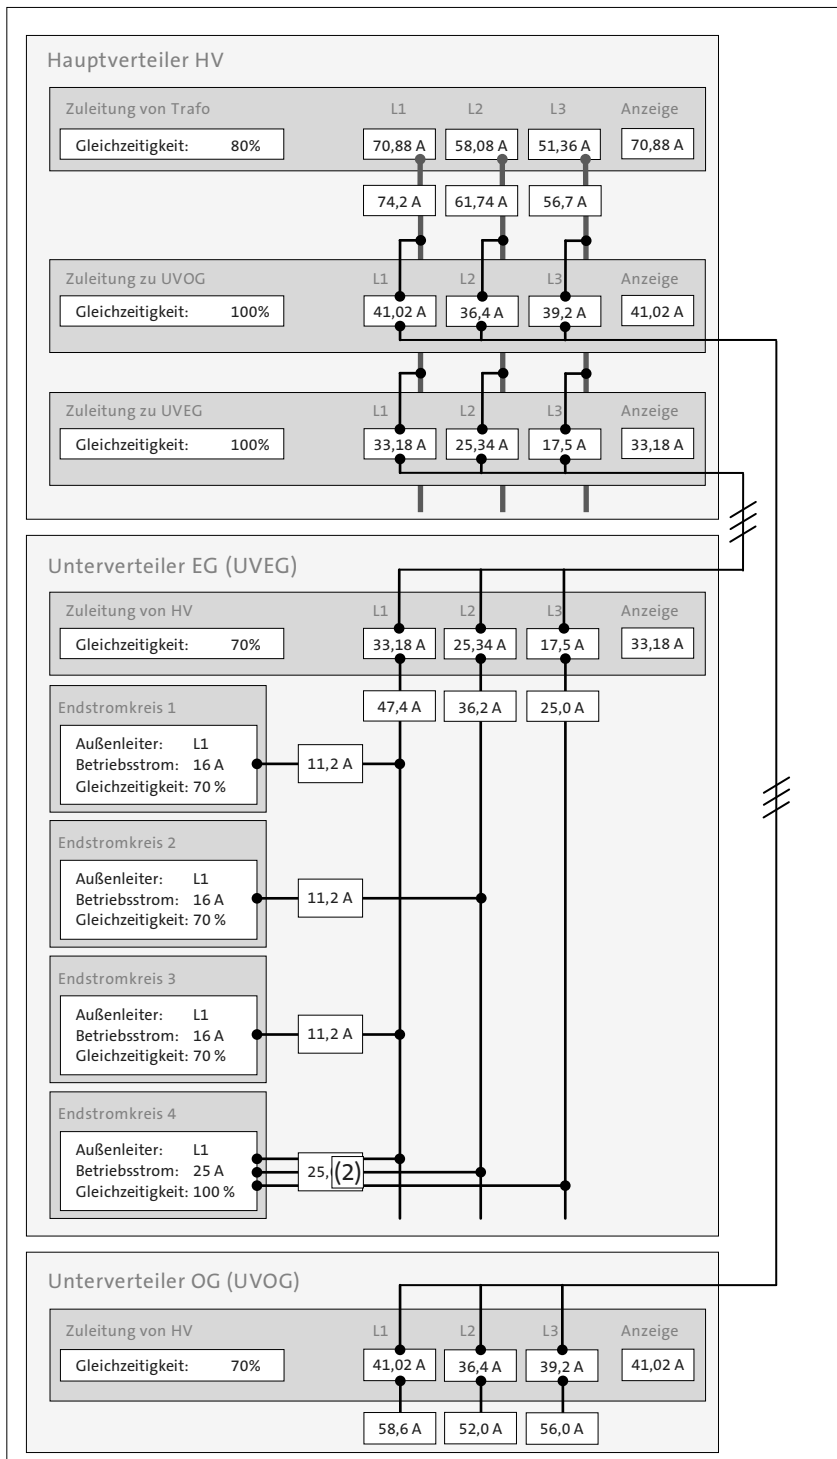 Hauptverteiler HV
Zuleitung von Trafo L1 L2 L3 Anzeige
Gleichzeitigkeit: 80% 70,88 A 58,08 A 51,36 A 70,88 A
74,2 A 61,74 A 56,7 A
Zuleitung zu UVOG L1 L2 L3 Anzeige
Gleichzeitigkeit: 100% 41,02 A 36,4 A 39,2 A 41,02 A
Zuleitung zu UVEG L1 L2 L3 Anzeige
Gleichzeitigkeit: 100% 33,18 A 25,34 A 17,5 A 33,18 A
Unterverteiler EG (UVEG)
Zuleitung von HV L1 L2 L3 Anzeige
Gleichzeitigkeit: 70% 33,18 A 25,34 A 17,5 A 33,18 A
47,4 A 36,2 A 25,0 A
Endstromkreis 1
Außenleiter: L1
Betriebsstrom: 16 A 11,2 A
Gleichzeitigkeit: 70 %
Endstromkreis 2
Außenleiter: L1
Betriebsstrom: 16 A 11,2 A
Gleichzeitigkeit: 70 %
Endstromkreis 3
Außenleiter: L1
Betriebsstrom: 16 A 11,2 A
Gleichzeitigkeit: 70 %
Endstromkreis 4
Außenleiter: L1
Betriebsstrom: 25 A 25, (2)
Gleichzeitigkeit: 100 %
Unterverteiler OG (UVOG)
Zuleitung von HV L1 L2 L3 Anzeige
Gleichzeitigkeit: 70% 41,02 A 36,4 A 39,2 A 41,02 A
58,6 A 52,0 A 56,0 A